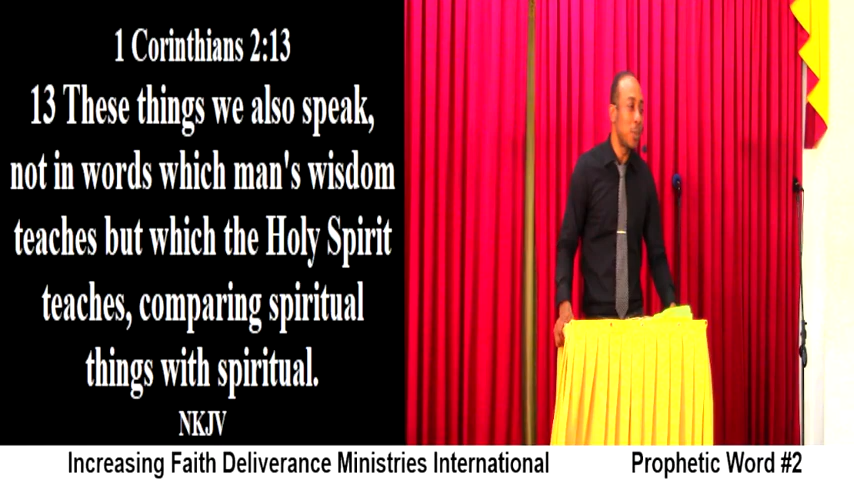 1 Corinthians 2:13
13 These things we also speak,
not in words which man's wisdom
teaches but which the Holy Spirit
teaches, comparing spiritual
things with spiritual.
NKJV
Increasing Faith Deliverance Ministries International Prophetic Word #2